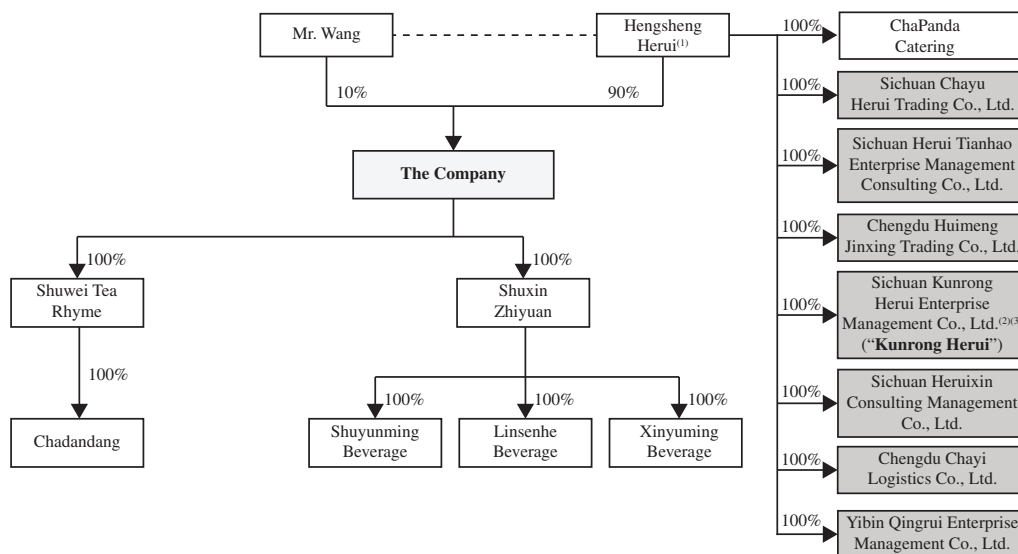 Mr. Wang
Hengsheng
Herui(1)
10%
90%
The Company
100%
100%
Shuwei Tea
Rhyme
Shuxin
Zhiyuan
100%
100%
100%
100%
Chadandang
Shuyunming
Beverage
Linsenhe
Beverage
Xinyuming
Beverage
100%
ChaPanda
Catering
100%
Sichuan Chayu
Herui Trading Co., Ltd.
100%
Sichuan Herui Tianhao
Enterprise Management
Consulting Co., Ltd.
100%
Chengdu Huimeng
Jinxing Trading Co., Ltd.
100%
Sichuan Kunrong
Herui Enterprise
Management Co., Ltd.(2)(3
(“Kunrong Herui”)
100%
Sichuan Heruixin
Consulting Management
Co., Ltd.
100%
Chengdu Chayi
Logistics Co., Ltd.
100%
Yibin Qingrui Enterprise
Management Co., Ltd.